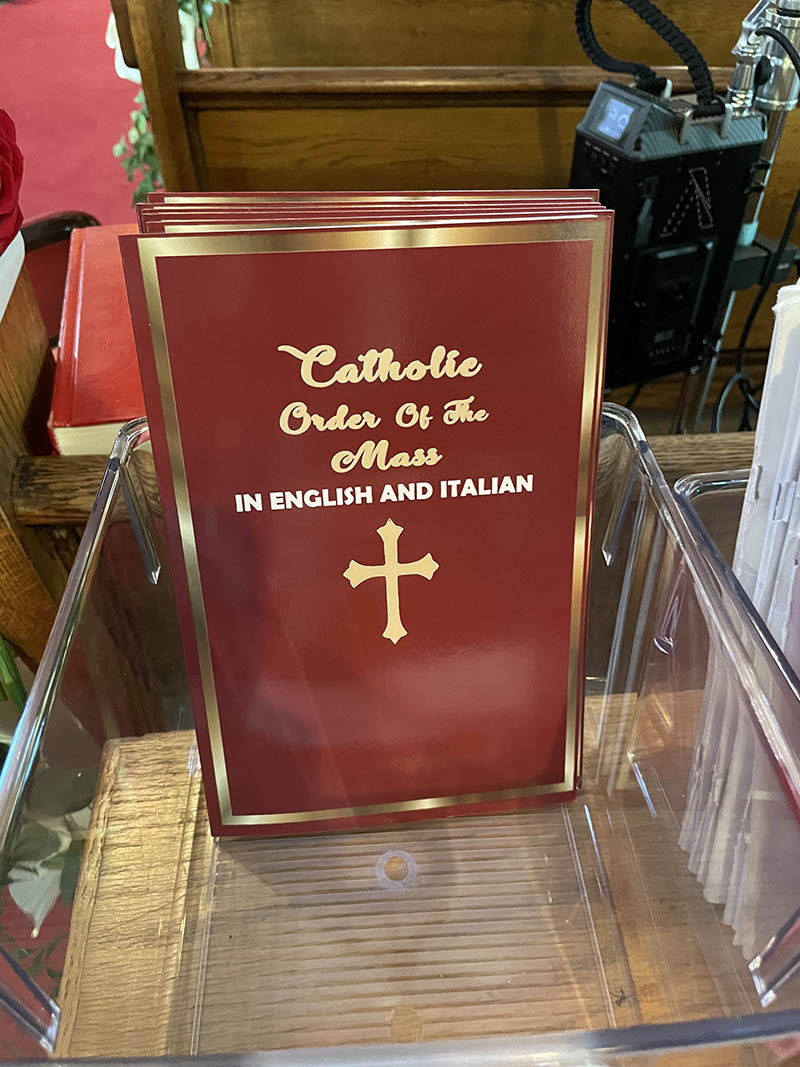 Catholic
Order Of The
Mass
IN ENGLISH AND ITALIAN